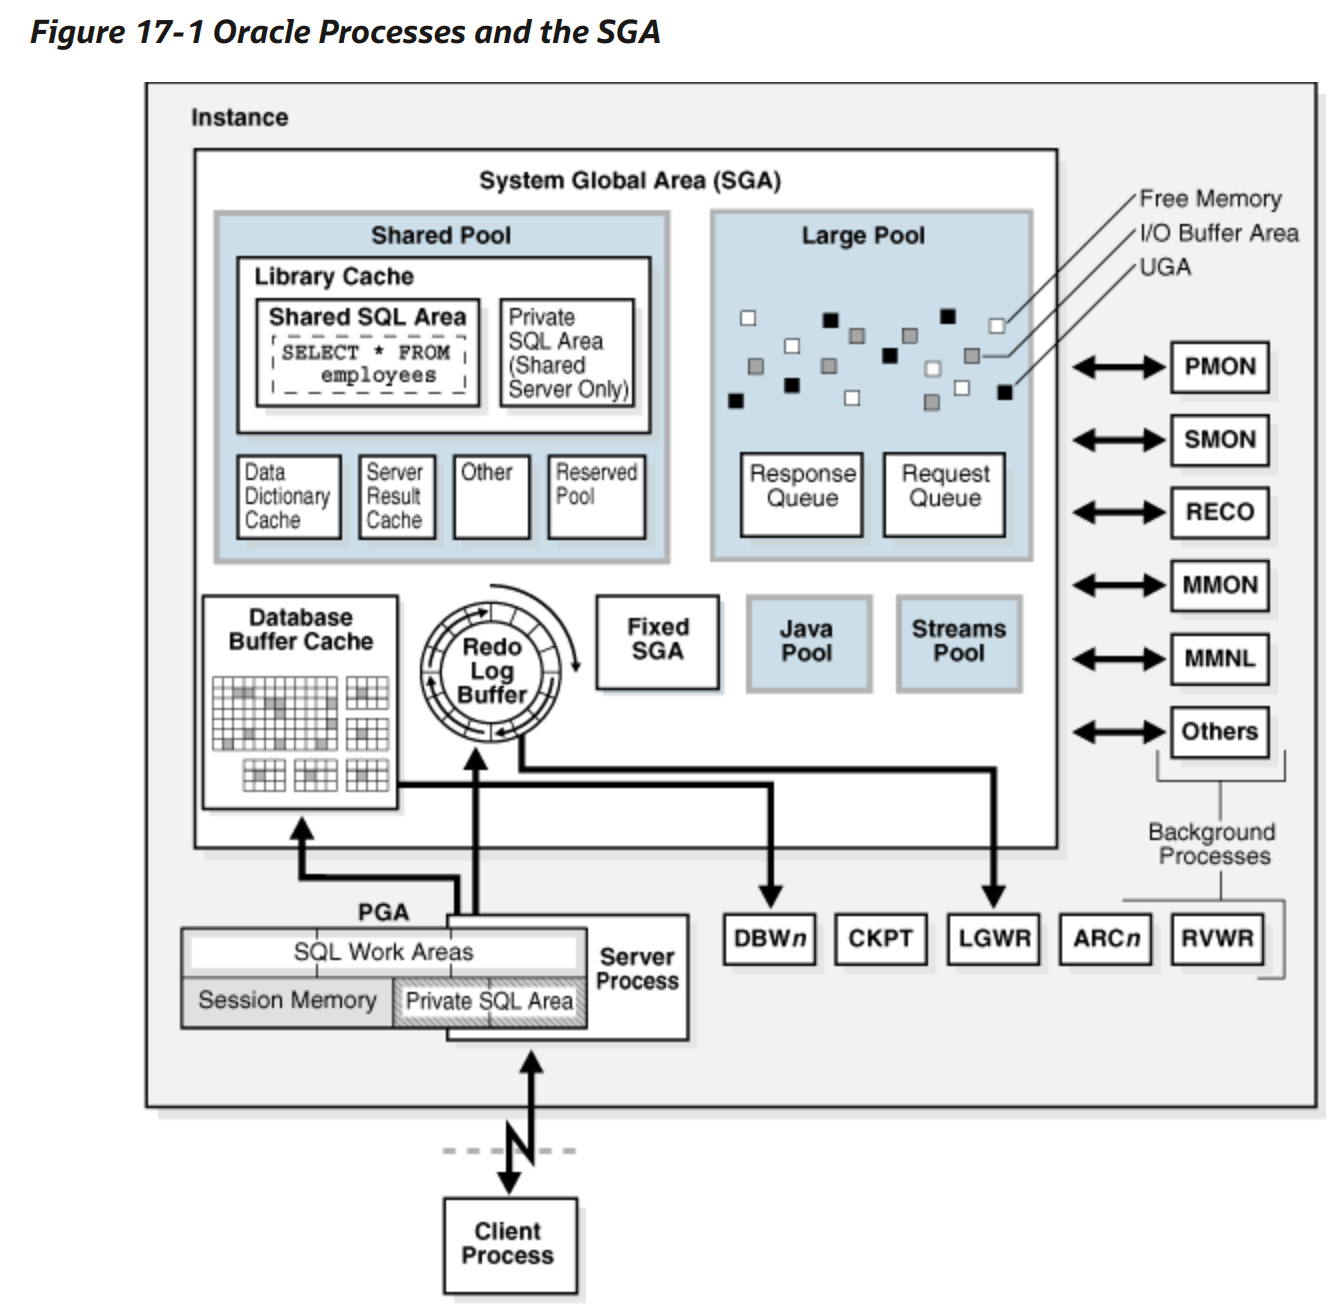 Figure 17-1 Oracle Processes and the SGA
Instance
System Global Area (SGA)
Shared Pool
Library Cache
Shared SQL Area
SELECT * FROM
employees
Private
SQL Area
(Shared
Server Only)
Data
Dictionary
Cache
Server
Result
Cache
Other
Reserved
Pool
Large Pool
Response
Queue
Request
Queue
Free Memory
I/O Buffer Area
UGA
Database
Buffer Cache
Redo
Log
Buffer
Fixed
SGA
Java
Pool
Streams
Pool
PMON
SMON
RECO
MMON
MMNL
Others
Background
Processes
PGA
SQL Work Areas
Session Memory
Private SQL Area
Server
Process
DBWn
CKPT
LGWR
ARCn
RVWR
Client
Process